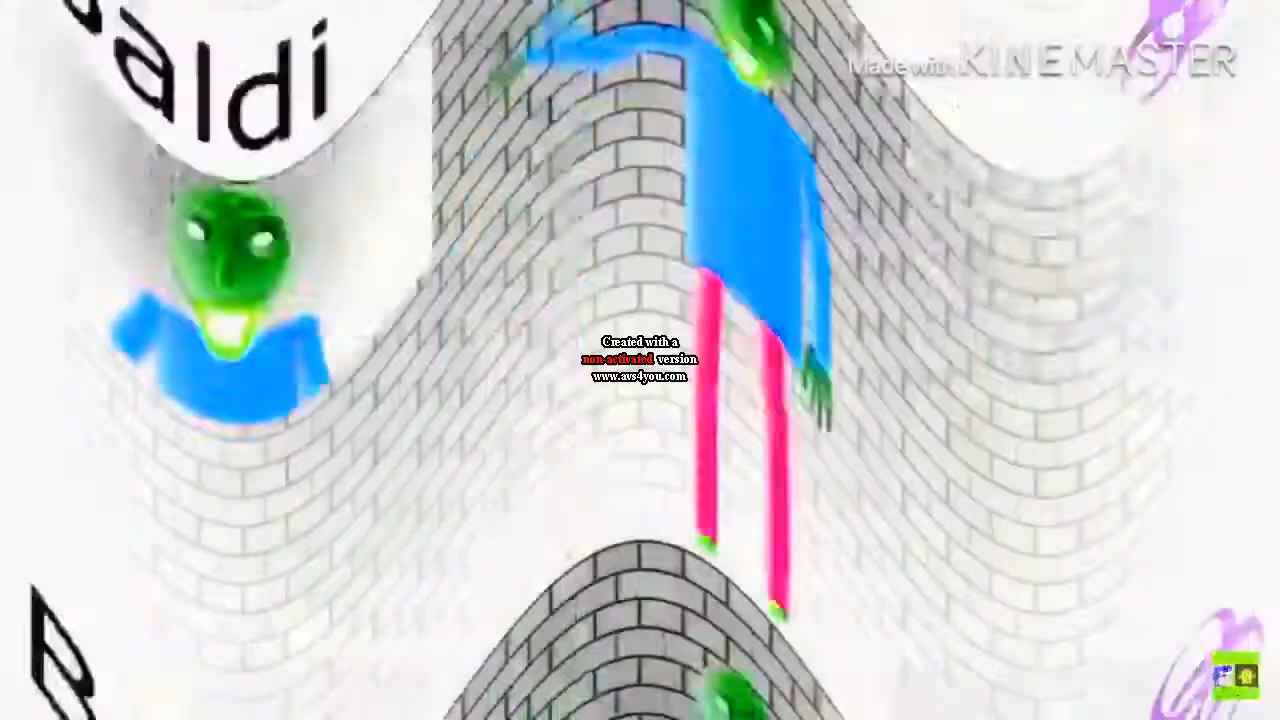 aldi
Made with KINEMASTER
Created with a
non-activated version
www.avs4you.com
B